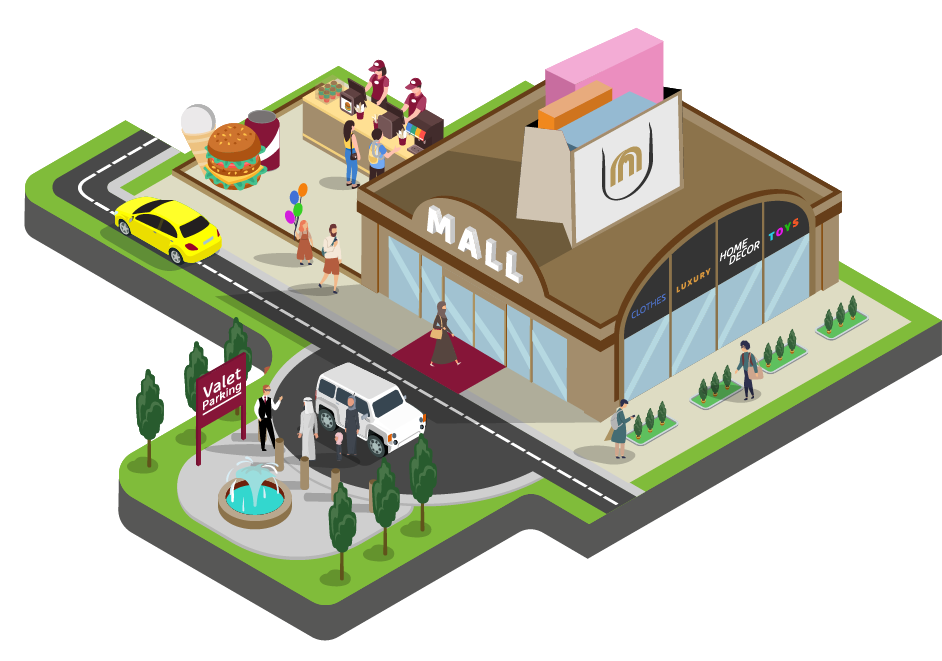 MALL
CLOTHES
LUXURY
HOME
DECOR
TOYS
Valet
Parking